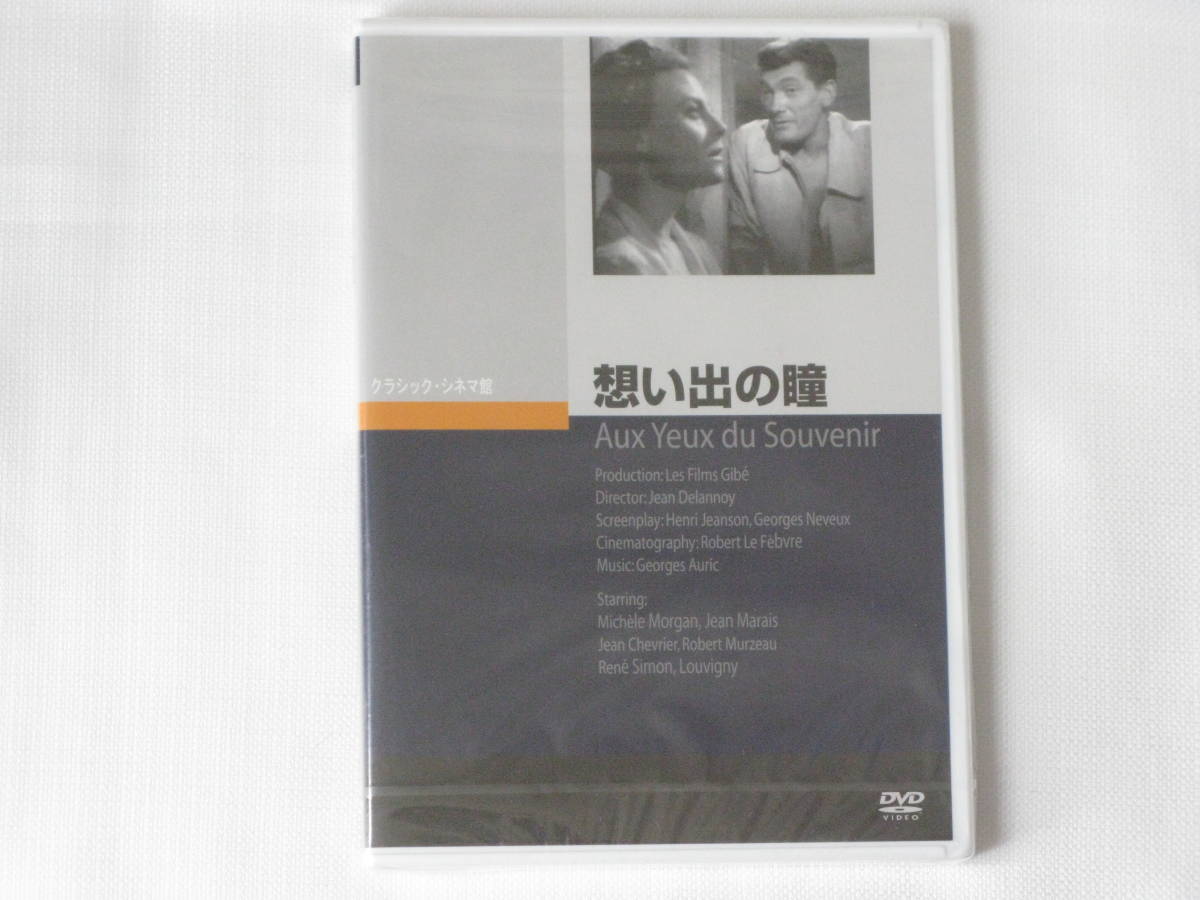 クラシック・シネマ館
想い出の瞳
Aux Yeux du Souvenir
Production: Les Films Gibé
Director: Jean Delannoy
Screenplay: Henri Jeanson, Georges Neveux
Cinematography: Robert Le Fèbvre
Music: Georges Auric
Starring:
Michèle Morgan, Jean Marais
Jean Chevrier, Robert Murzeau
René Simon, Louvigny
DVD
VIDEO